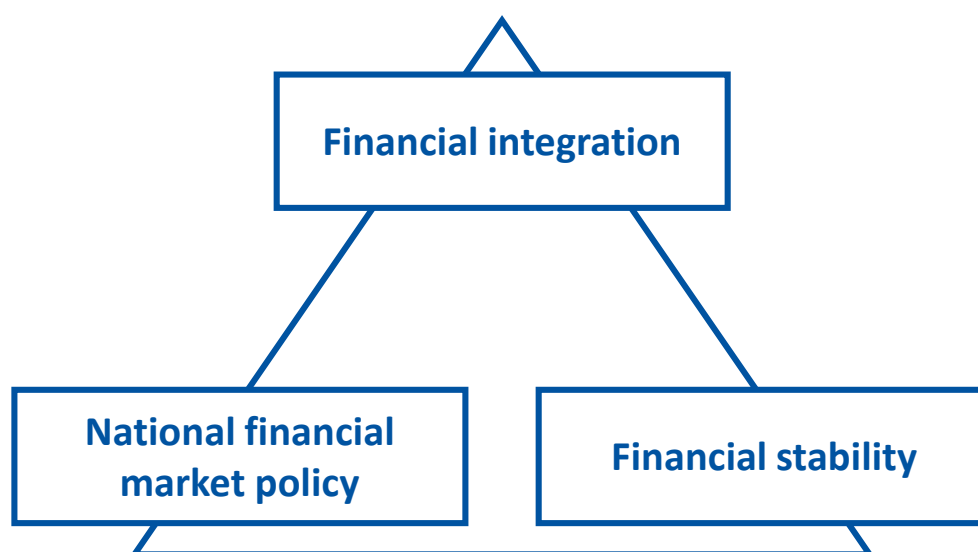 Financial integration
National financial
market policy
Financial stability